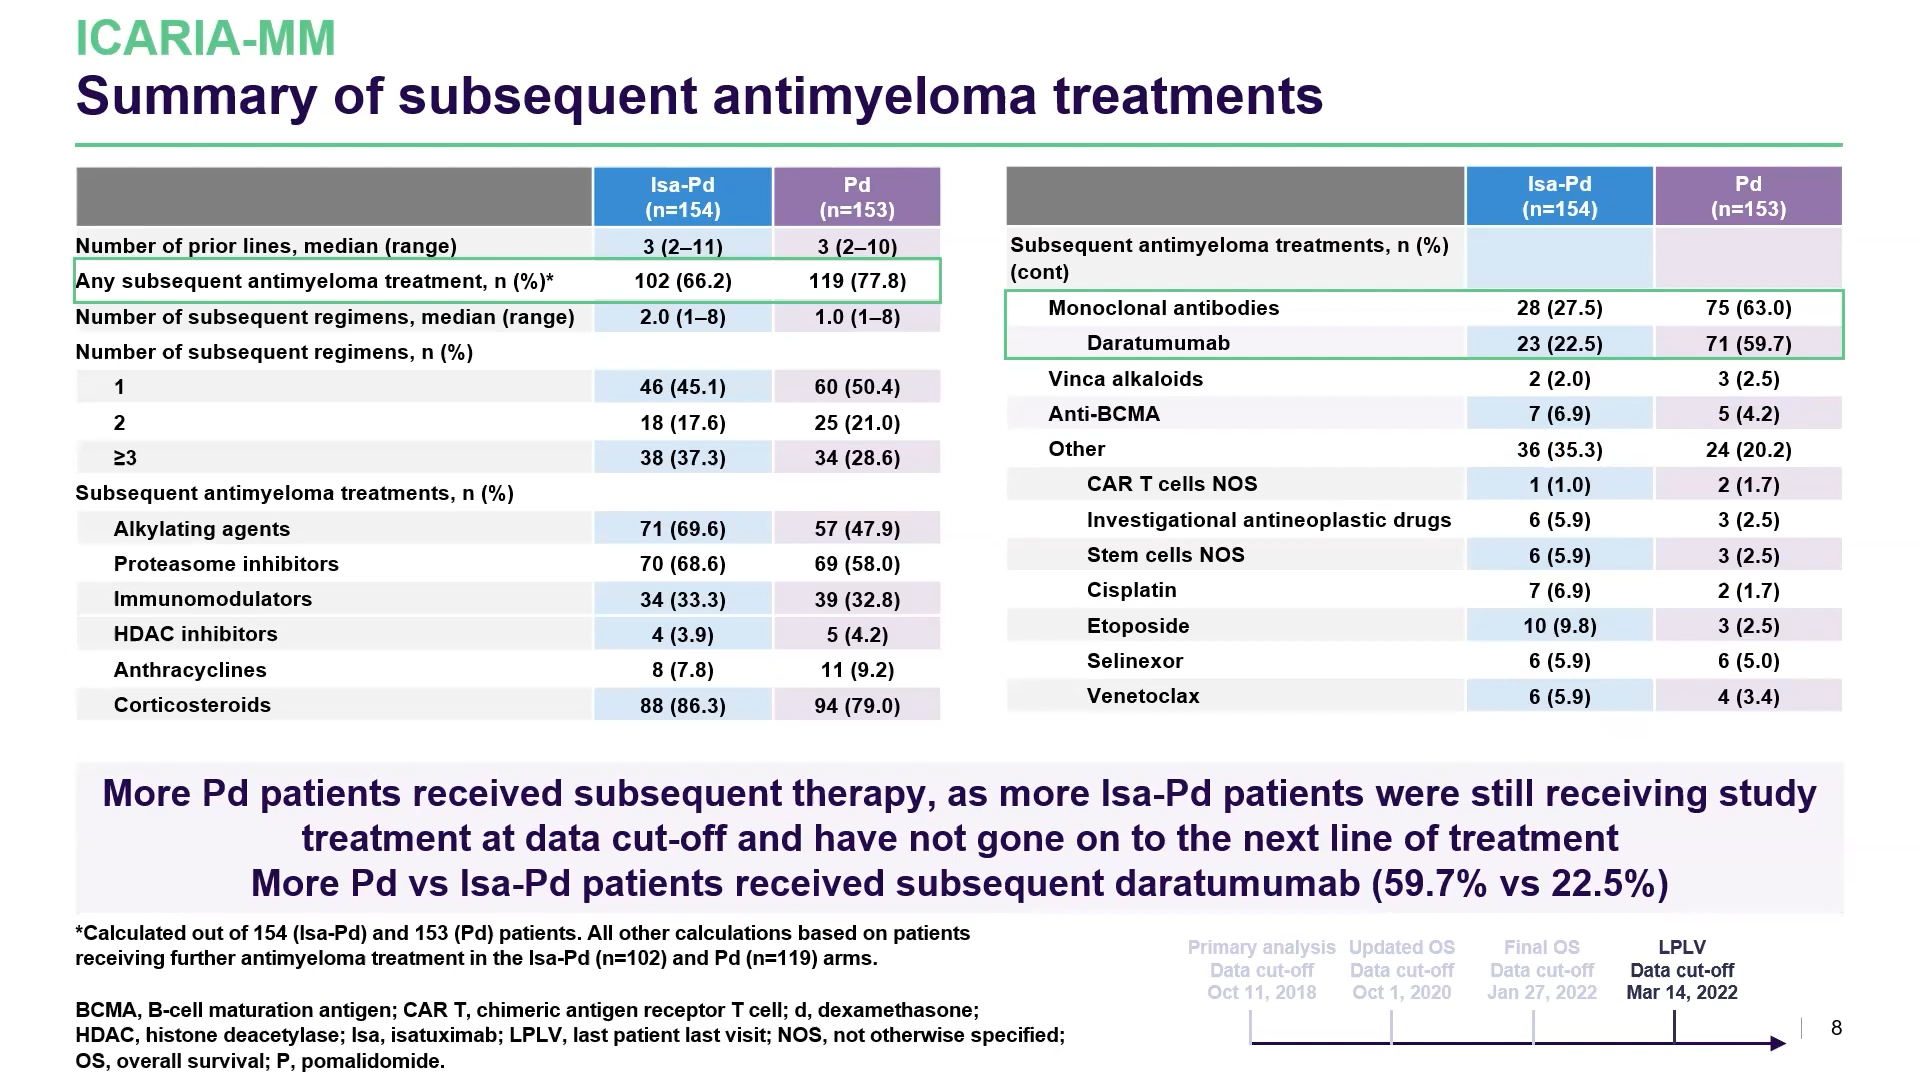 ICARIA-MM
Summary of subsequent antimyeloma treatments
Isa-Pd (n=154) Pd (n=153)
Number of prior lines, median (range) 3 (2–11) 3 (2–10)
Any subsequent antimyeloma treatment, n (%)* 102 (66.2) 119 (77.8)
Number of subsequent regimens, median (range) 2.0 (1–8) 1.0 (1–8)
Number of subsequent regimens, n (%)
1 46 (45.1) 60 (50.4)
2 18 (17.6) 25 (21.0)
≥3 38 (37.3) 34 (28.6)
Subsequent antimyeloma treatments, n (%)
Alkylating agents 71 (69.6) 57 (47.9)
Proteasome inhibitors 70 (68.6) 69 (58.0)
Immunomodulators 34 (33.3) 39 (32.8)
HDAC inhibitors 4 (3.9) 5 (4.2)
Anthracyclines 8 (7.8) 11 (9.2)
Corticosteroids 88 (86.3) 94 (79.0)
Isa-Pd (n=154) Pd (n=153)
Subsequent antimyeloma treatments, n (%)
(cont)
Monoclonal antibodies 28 (27.5) 75 (63.0)
Daratumumab 23 (22.5) 71 (59.7)
Vinca alkaloids 2 (2.0) 3 (2.5)
Anti-BCMA 7 (6.9) 5 (4.2)
Other 36 (35.3) 24 (20.2)
CAR T cells NOS 1 (1.0) 2 (1.7)
Investigational antineoplastic drugs 6 (5.9) 3 (2.5)
Stem cells NOS 6 (5.9) 3 (2.5)
Cisplatin 7 (6.9) 2 (1.7)
Etoposide 10 (9.8) 3 (2.5)
Selinexor 6 (5.9) 6 (5.0)
Venetoclax 6 (5.9) 4 (3.4)
More Pd patients received subsequent therapy, as more Isa-Pd patients were still receiving study
treatment at data cut-off and have not gone on to the next line of treatment
More Pd vs Isa-Pd patients received subsequent daratumumab (59.7% vs 22.5%)
*Calculated out of 154 (Isa-Pd) and 153 (Pd) patients. All other calculations based on patients
receiving further antimyeloma treatment in the Isa-Pd (n=102) and Pd (n=119) arms.
BCMA, B-cell maturation antigen; CAR T, chimeric antigen receptor T cell; d, dexamethasone;
HDAC, histone deacetylase; Isa, isatuximab; LPLV, last patient last visit; NOS, not otherwise specified;
OS, overall survival; P, pomalidomide.
Primary analysis Updated OS Final OS LPLV
Data cut-off Data cut-off Data cut-off Data cut-off
Oct 11, 2018 Oct 1, 2020 Jan 27, 2022 Mar 14, 2022
8